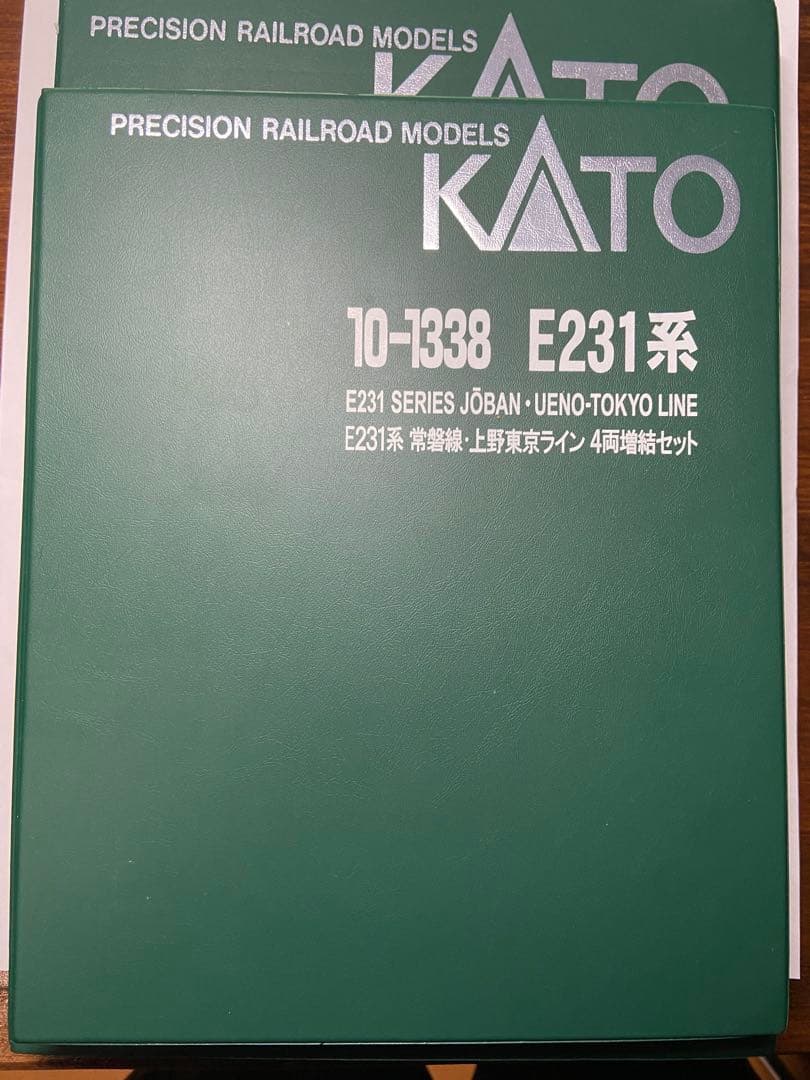 PRECISION RAILROAD MODELS
KATO
PRECISION RAILROAD MODELS
KATO
10-1338 E231系
E231 SERIES JŌBAN・UENO-TOKYO LINE
E231系 常磐線・上野東京ライン 4両増結セット